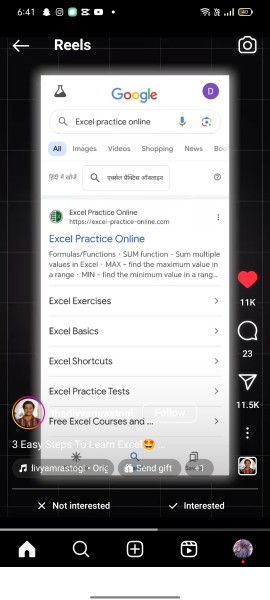 6:41
Reels
Google
D
Excel practice online
All Images Videos Shopping News
हिंदी में खोजें
एक्सेल प्रैक्टिस ऑनलाइन
Excel Practice Online
https://excel-practice-online.com
Excel Practice Online
Formulas/Functions · SUM function - Sum multiple
values in Excel · MAX – find the maximum value in
a range · MIN – find the minimum value in a rang...
Excel Exercises
Excel Basics
Excel Shortcuts
Excel Practice Tests
Free Excel Courses and ...
11K
23
11.5K
Follow
3 Easy Steps To Learn Excel🤩 ...
livyamrastogi • Orig
Send gift
+1
Not interested
Interested